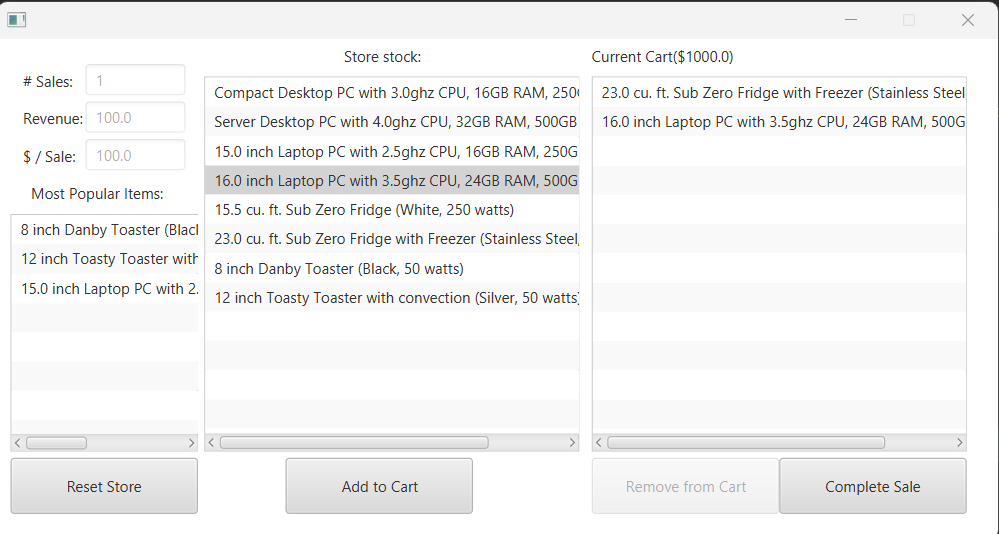 Store stock:
Current Cart($1000.0)
# Sales:
1
Revenue:
100.0
$ / Sale:
100.0
Most Popular Items:
8 inch Danby Toaster (Black
12 inch Toasty Toaster with
15.0 inch Laptop PC with 2.
Compact Desktop PC with 3.0ghz CPU, 16GB RAM, 250
Server Desktop PC with 4.0ghz CPU, 32GB RAM, 500GB
15.0 inch Laptop PC with 2.5ghz CPU, 16GB RAM, 250G
16.0 inch Laptop PC with 3.5ghz CPU, 24GB RAM, 500G
15.5 cu. ft. Sub Zero Fridge (White, 250 watts)
23.0 cu. ft. Sub Zero Fridge with Freezer (Stainless Steel,
8 inch Danby Toaster (Black, 50 watts)
12 inch Toasty Toaster with convection (Silver, 50 watts)
23.0 cu. ft. Sub Zero Fridge with Freezer (Stainless Steel
16.0 inch Laptop PC with 3.5ghz CPU, 24GB RAM, 500G
Reset Store
Add to Cart
Remove from Cart
Complete Sale